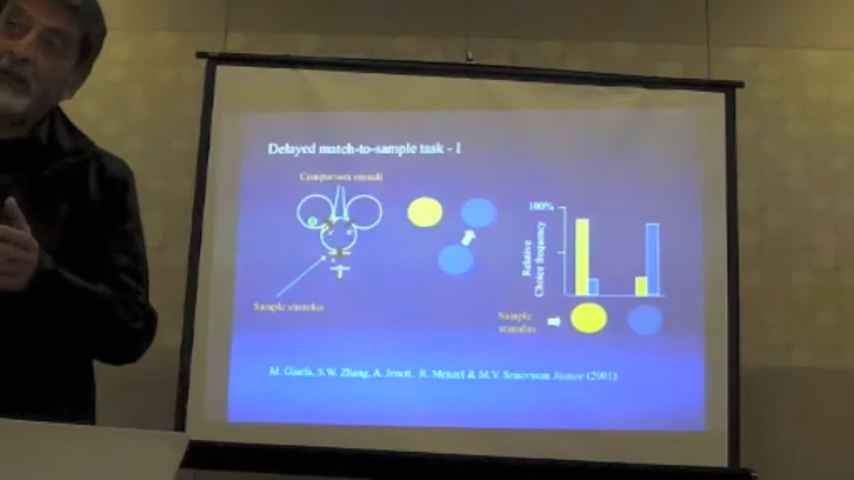 Delayed match-to-sample task - 1
Comparison stimuli
100%
Relative
Choice frequency
Sample stimulus
Sample
stimulus
M. Giurfa, S.W. Zhang, A. Jenett, R. Menzel & M.V. Srinivasan Nature (2001)